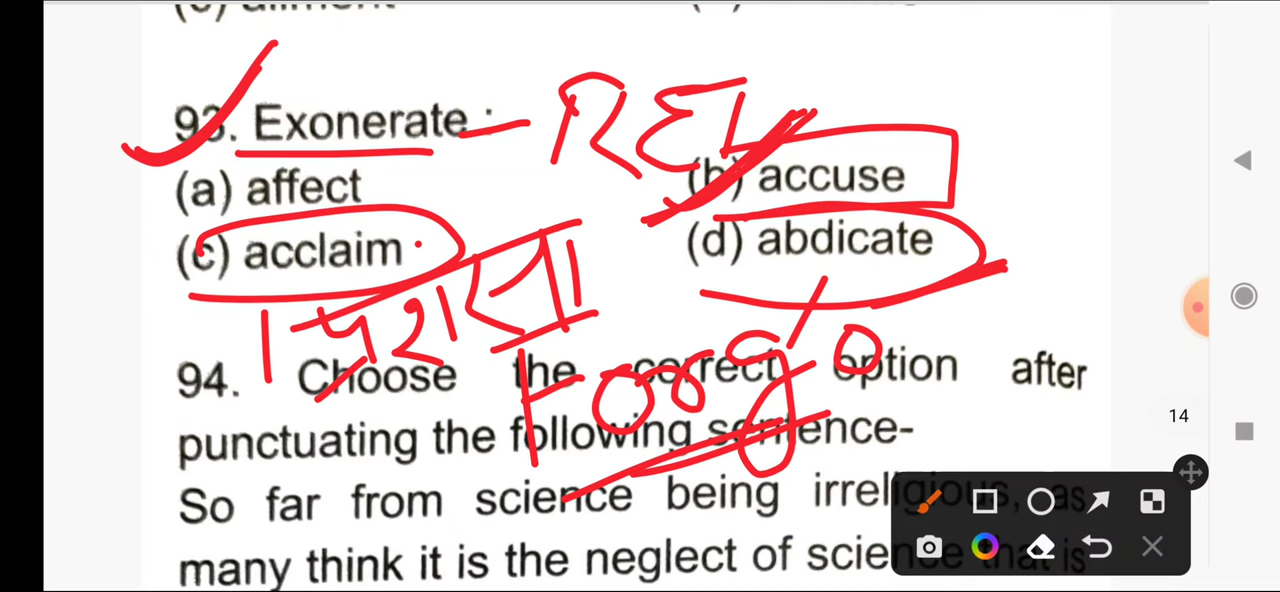 93. Exonerate : REL
(a) affect (b) accuse
(c) acclaim (d) abdicate
प्रशंसा
Forgo
94. Choose the correct option after
punctuating the following sentence-
So far from science being irreligious, as
many think it is the neglect of science that is
14